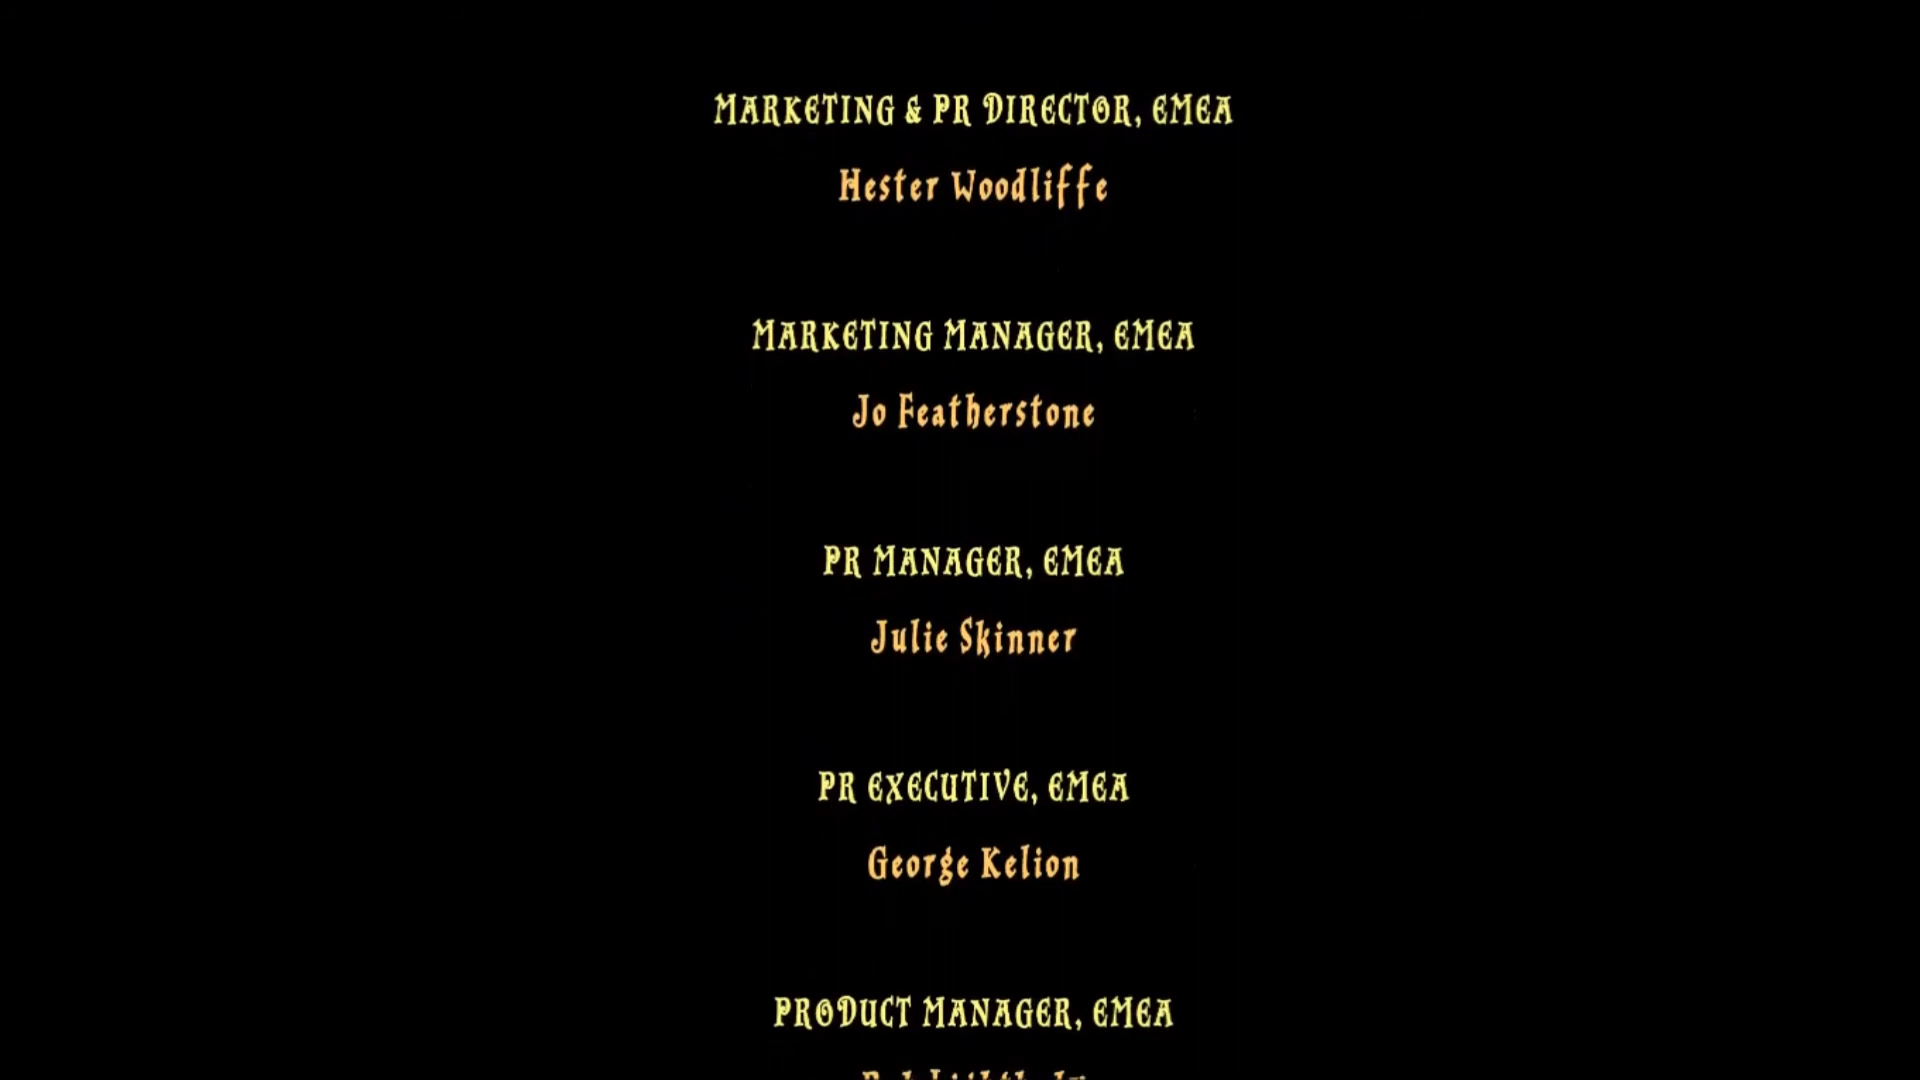 MARKETING & PR DIRECTOR, EMEA
Hester Woodliffe
MARKETING MANAGER, EMEA
Jo Featherstone
PR MANAGER, EMEA
Julie Skinner
PR EXECUTIVE, EMEA
George Kelion
PRODUCT MANAGER, EMEA